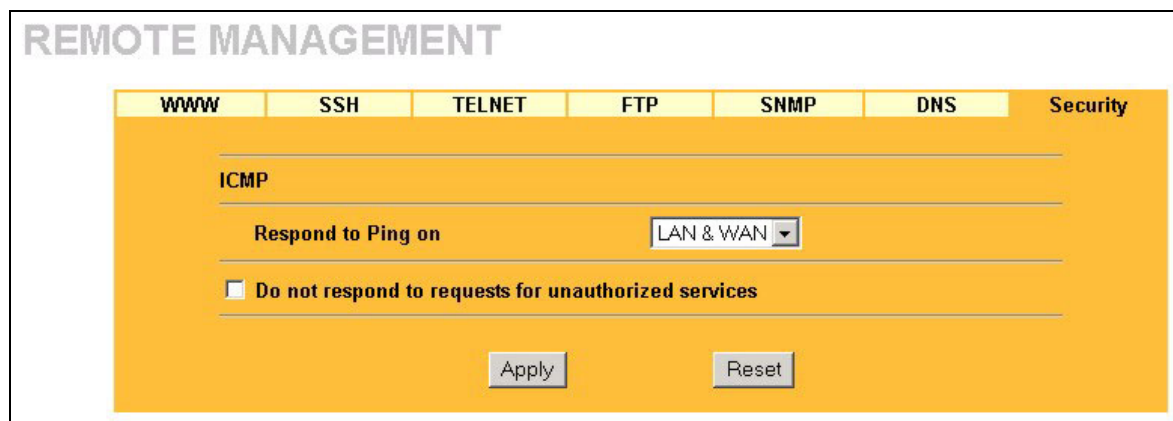 REMOTE MANAGEMENT
WWW SSH TELNET FTP SNMP DNS Security
ICMP
Respond to Ping on LAN & WAN
Do not respond to requests for unauthorized services
Apply Reset